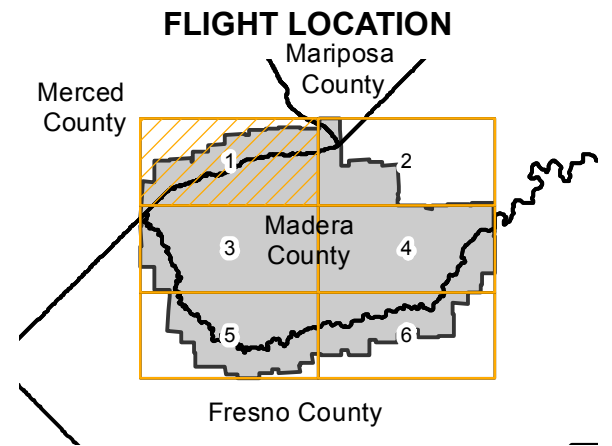 FLIGHT LOCATION
Mariposa
County
Merced
County
1
2
Madera
County
3
4
5
6
Fresno County